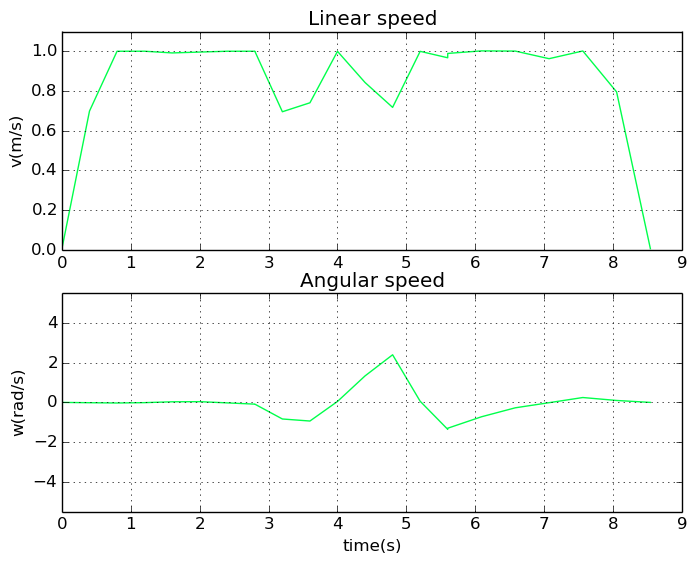 Linear speed
1.0
0.8
0.6
0.4
0.2
0.0
v(m/s)
0 1 2 3 4 5 6 7 8 9
Angular speed
4
2
0
−2
−4
w(rad/s)
0 1 2 3 4 5 6 7 8 9
time(s)